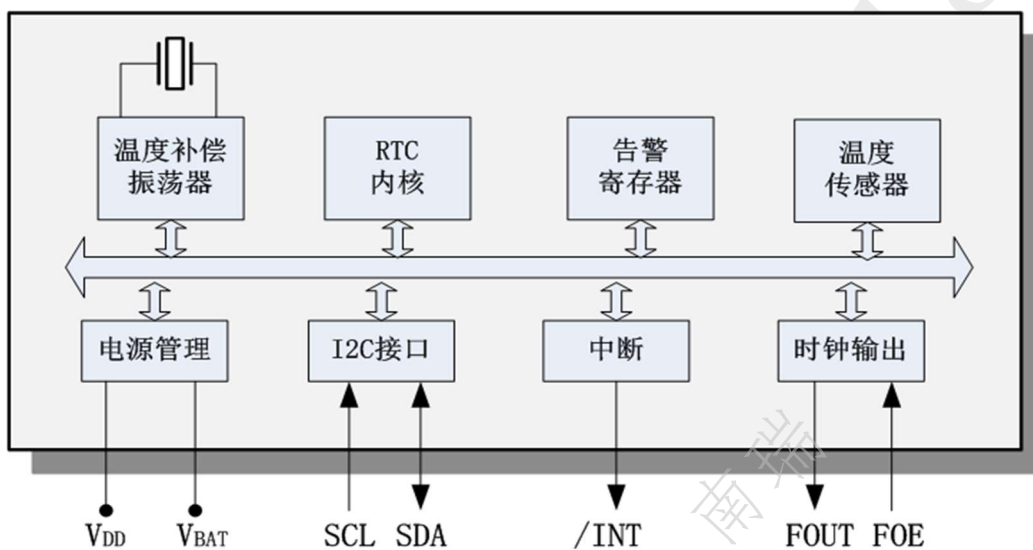 温度补偿
振荡器
RTC
内核
告警
寄存器
温度
传感器
电源管理
I2C接口
中断
时钟输出
VDD
VBAT
SCL
SDA
/INT
FOUT
FOE
南瑞